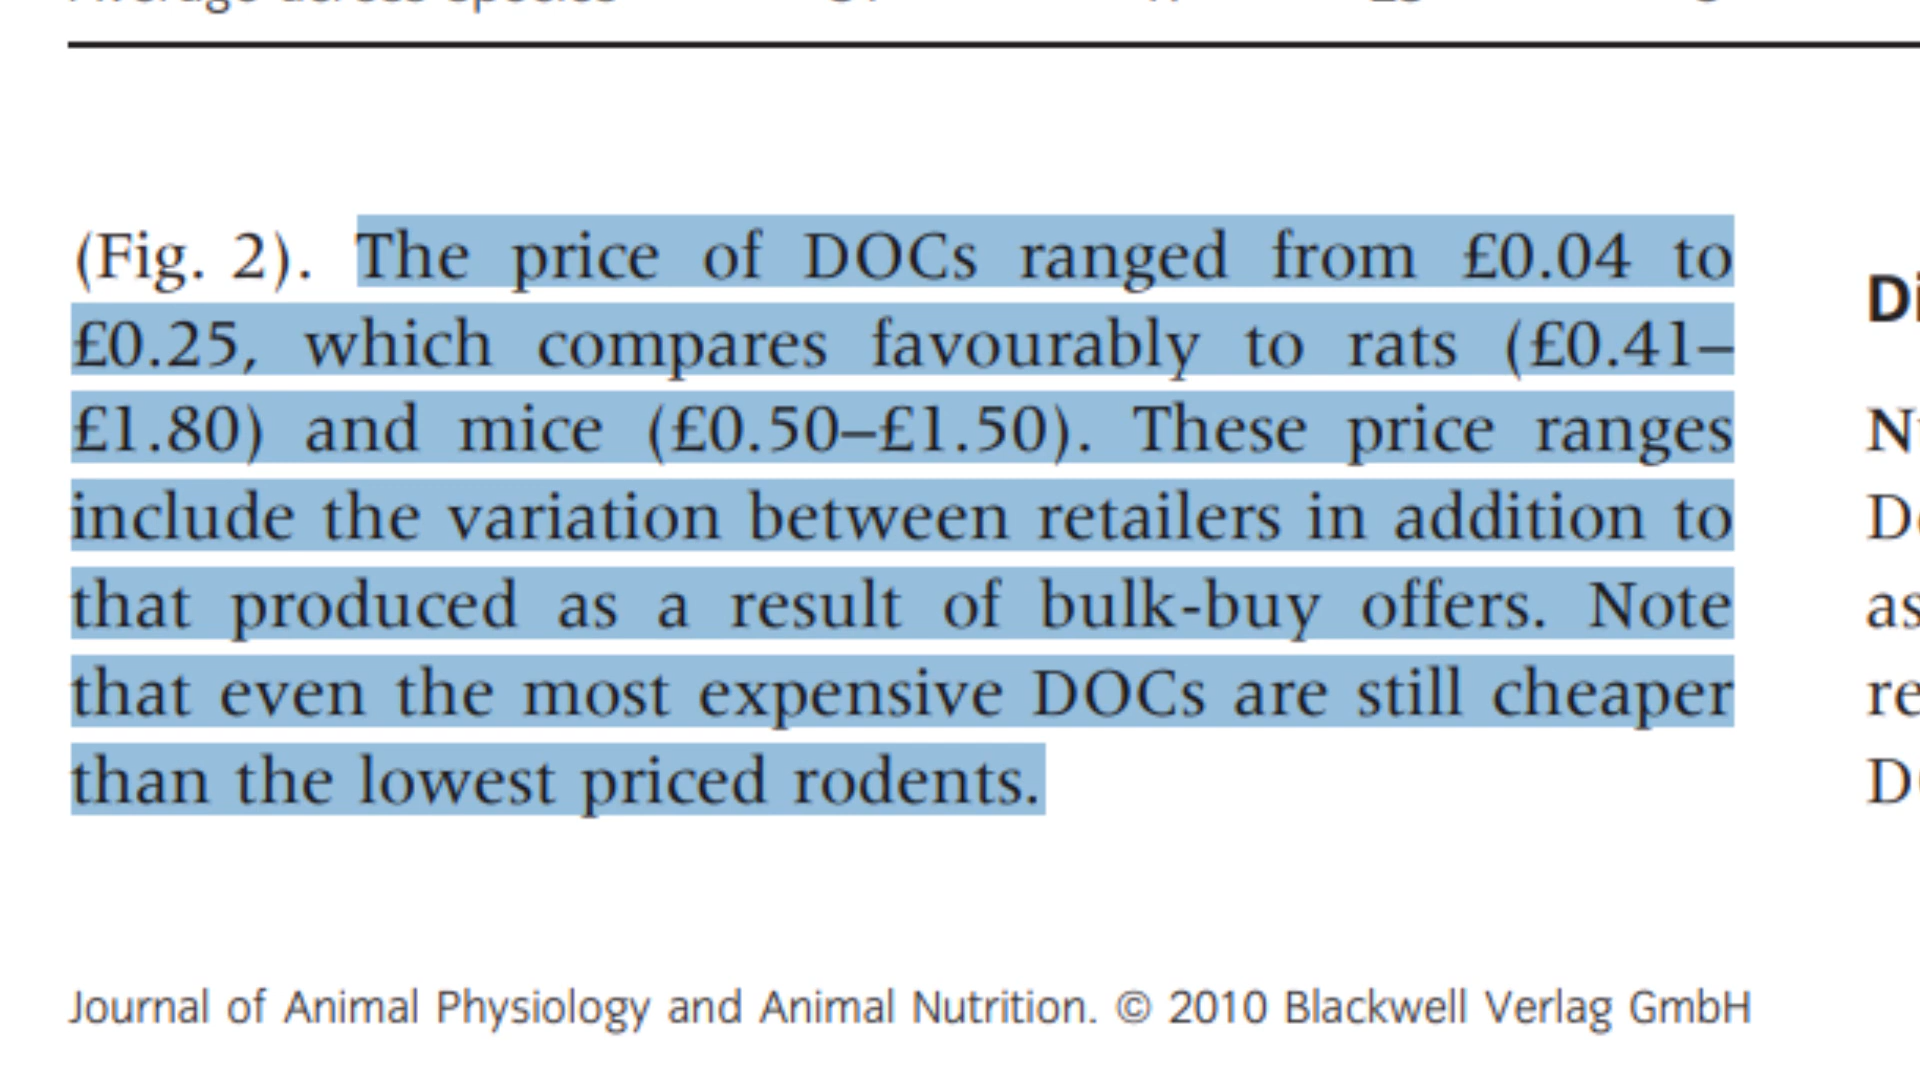 (Fig. 2). The price of DOCs ranged from £0.04 to
£0.25, which compares favourably to rats (£0.41–
£1.80) and mice (£0.50–£1.50). These price ranges
include the variation between retailers in addition to
that produced as a result of bulk-buy offers. Note
that even the most expensive DOCs are still cheaper
than the lowest priced rodents.
Journal of Animal Physiology and Animal Nutrition. © 2010 Blackwell Verlag GmbH